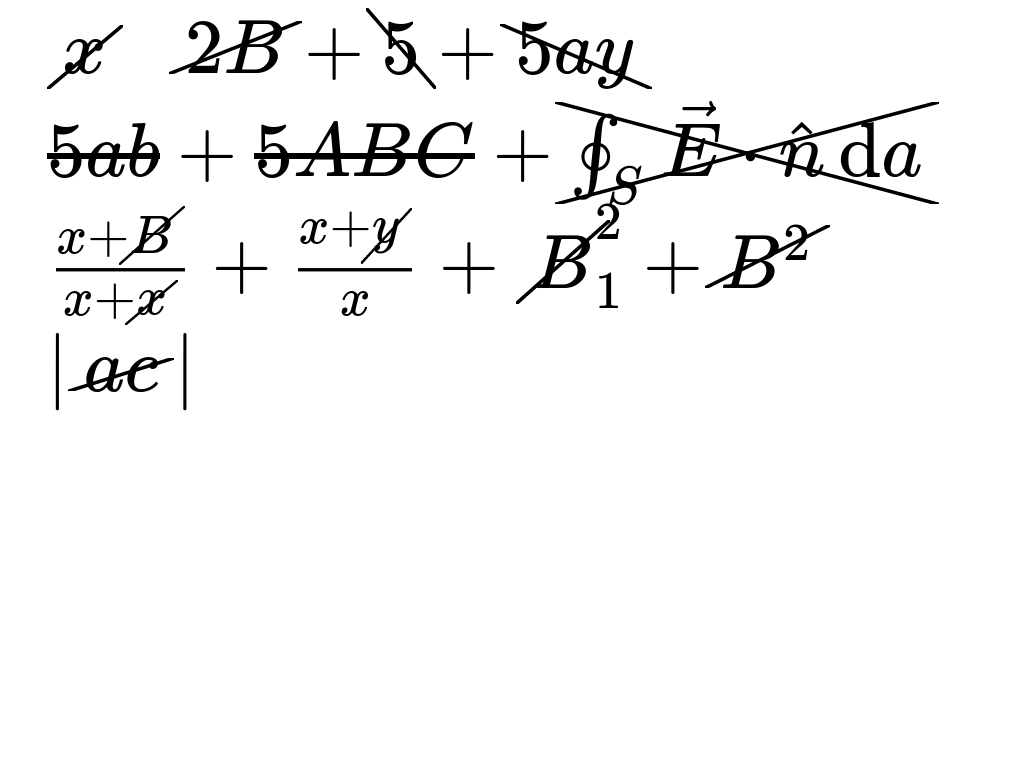 \cancel{x} \quad \cancel{2B} + \bcancel{5} + \bcancel{5ay}
\sout{5ab} + \sout{5ABC} + \xcancel{\oint_S \vec{E} \cdot \hat{n} \, \mathrm{d}a}
\frac{x+\cancel{B}}{x+\cancel{x}} + \frac{x+\cancel{y}}{x} + \cancel{B}_1^2 + \cancel{B^2}
\left| \cancel{ac} \right|